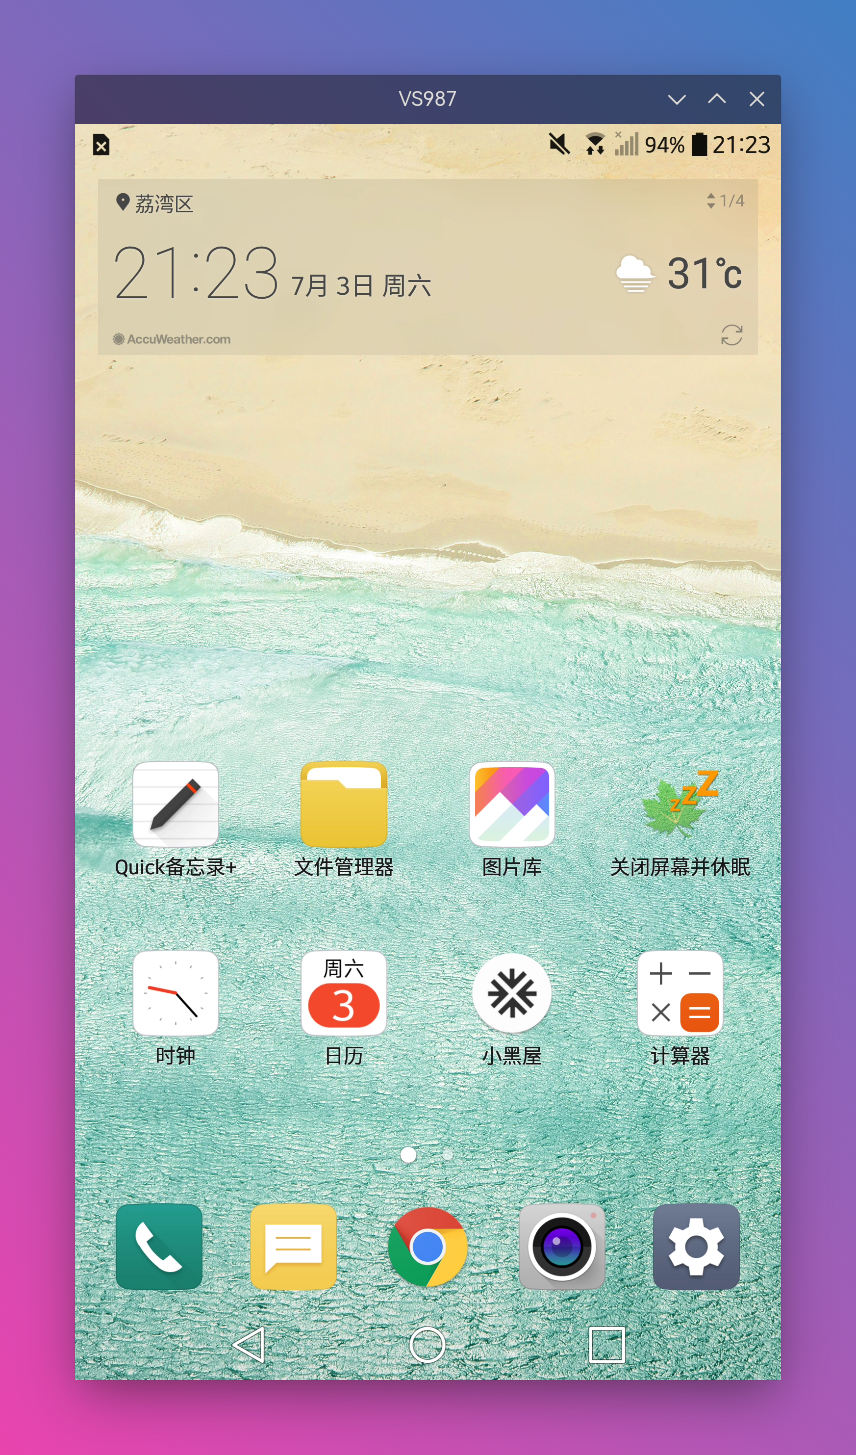 VS987
94% 21:23
荔湾区 1/4
21:23 7月 3日 周六 31℃
AccuWeather.com
zzZ
Quick备忘录+ 文件管理器 图片库 关闭屏幕并休眠
周六
3
时钟 日历 小黑屋 计算器